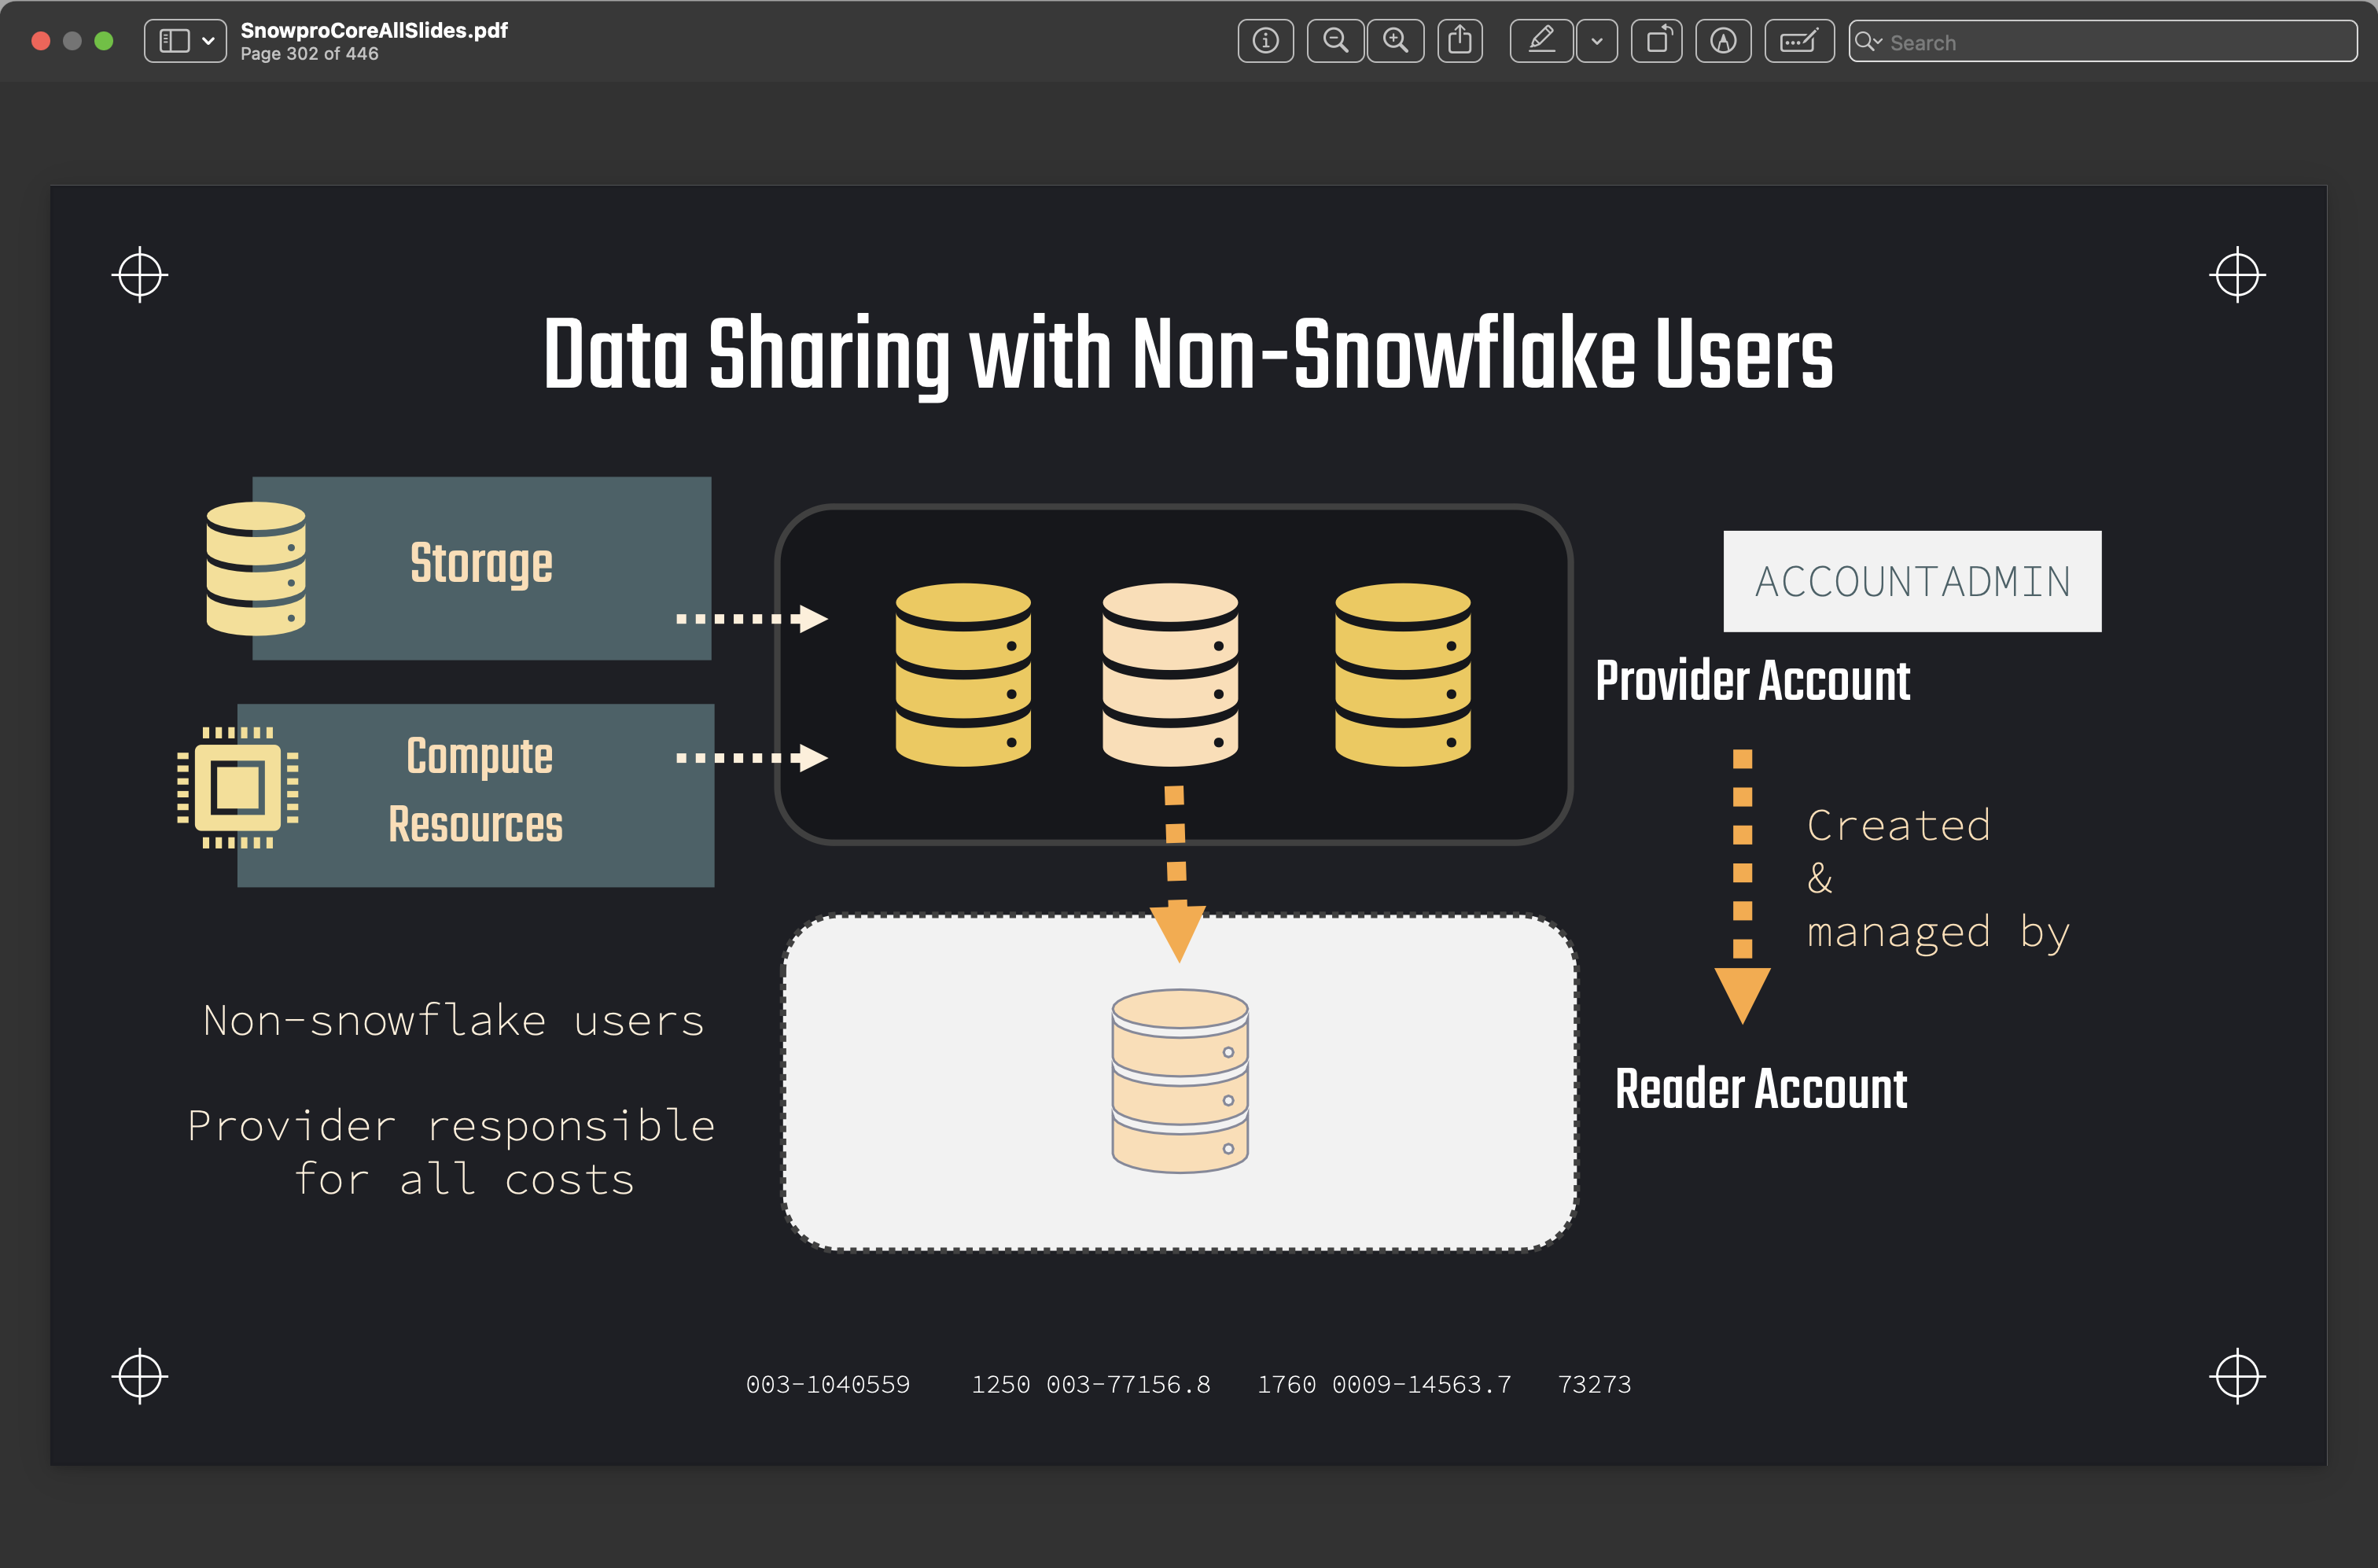 SnowproCoreAllSlides.pdf
Page 302 of 446
Search
Data Sharing with Non-Snowflake Users
Storage
Compute
Resources
ACCOUNTADMIN
Provider Account
Created
&
managed by
Reader Account
Non-snowflake users
Provider responsible
for all costs
003-1040559 1250 003-77156.8 1760 0009-14563.7 73273